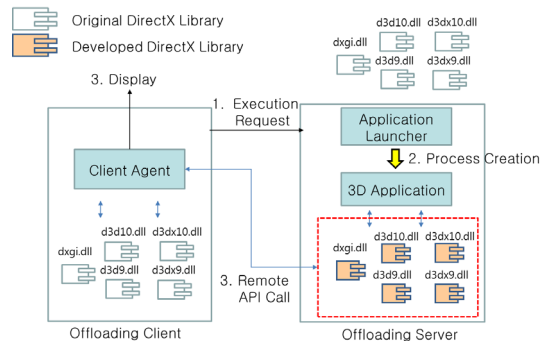 Original DirectX Library
Developed DirectX Library
d3d10.dll
d3dx10.dll
dxgi.dll
d3d9.dll
d3dx9.dll
3. Display
1. Execution
Request
Application
Launcher
2. Process Creation
Client Agent
3D Application
d3d10.dll
d3dx10.dll
dxgi.dll
d3d9.dll
d3dx9.dll
3. Remote
API Call
d3d10.dll
d3dx10.dll
dxgi.dll
d3d9.dll
d3dx9.dll
Offloading Client
Offloading Server